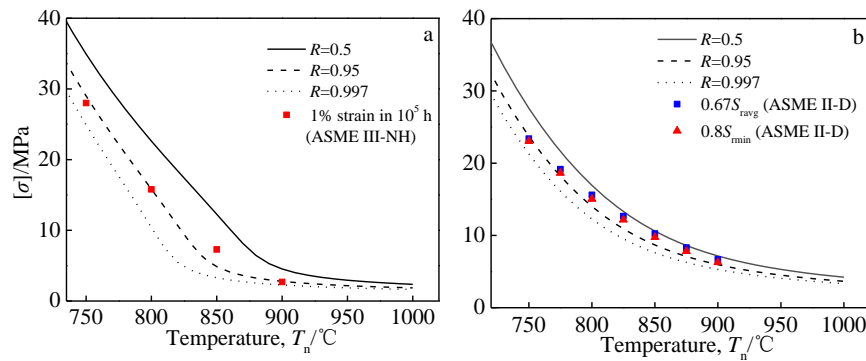 a
R=0.5
R=0.95
R=0.997
1% strain in 10⁵ h
(ASME III-NH)
[σ]/MPa
40
30
20
10
0
750 800 850 900 950 1000
Temperature, Tₙ/℃
b
R=0.5
R=0.95
R=0.997
0.67Sᵣₐᵥg (ASME II-D)
0.8Sᵣₘᵢₙ (ASME II-D)
40
30
20
10
0
750 800 850 900 950 1000
Temperature, Tₙ/℃